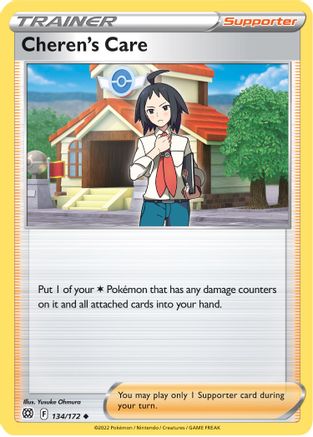 TRAINER
Supporter
Cheren's Care
Put 1 of your Pokémon that has any damage counters
on it and all attached cards into your hand.
Illus. Yusuke Ohmura
F 134/172
You may play only 1 Supporter card during
your turn.
©2022 Pokémon / Nintendo / Creatures / GAME FREAK